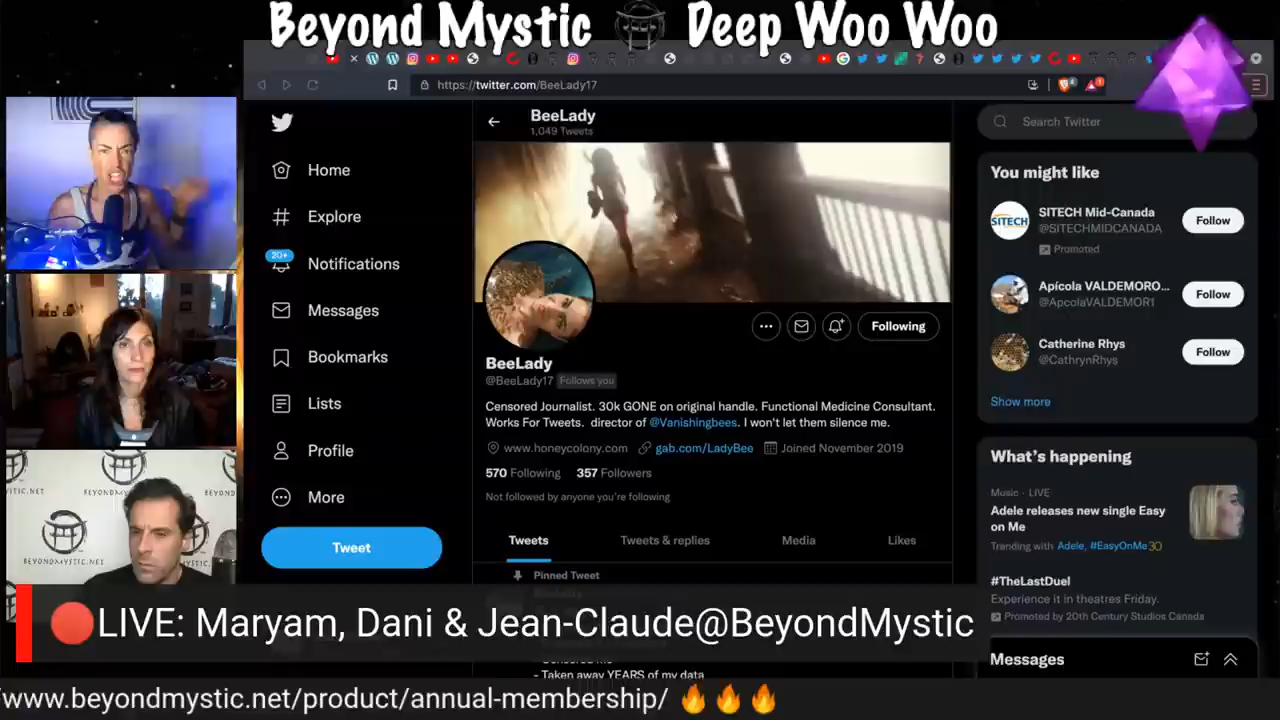 Beyond Mystic Deep Woo Woo
https://twitter.com/BeeLady17
BeeLady
1,049 Tweets
Home
Explore
20+
Notifications
Messages
Bookmarks
Lists
Profile
More
Tweet
Following
BeeLady
@BeeLady17 Follows you
Censored Journalist. 30k GONE on original handle. Functional Medicine Consultant.
Works For Tweets. director of @Vanishingbees. I won't let them silence me.
www.honeycolony.com gab.com/LadyBee Joined November 2019
570 Following 357 Followers
Not followed by anyone you're following
Tweets Tweets & replies Media Likes
Pinned Tweet
- Taken away YEARS of my data
Search Twitter
You might like
SITECH Mid-Canada
@SITECHMIDCANADA
Promoted
Follow
Apícola VALDEMORO...
@ApcolaVALDEMOR1
Follow
Catherine Rhys
@CathrynRhys
Follow
Show more
What's happening
Music · LIVE
Adele releases new single Easy
on Me
Trending with Adele, #EasyOnMe
#TheLastDuel
Experience it in theatres Friday.
Promoted by 20th Century Studios Canada
Messages
SITECH
BEYONDMYSTIC.NET
🔴LIVE: Maryam, Dani & Jean-Claude@BeyondMystic
/www.beyondmystic.net/product/annual-membership/ 🔥🔥🔥